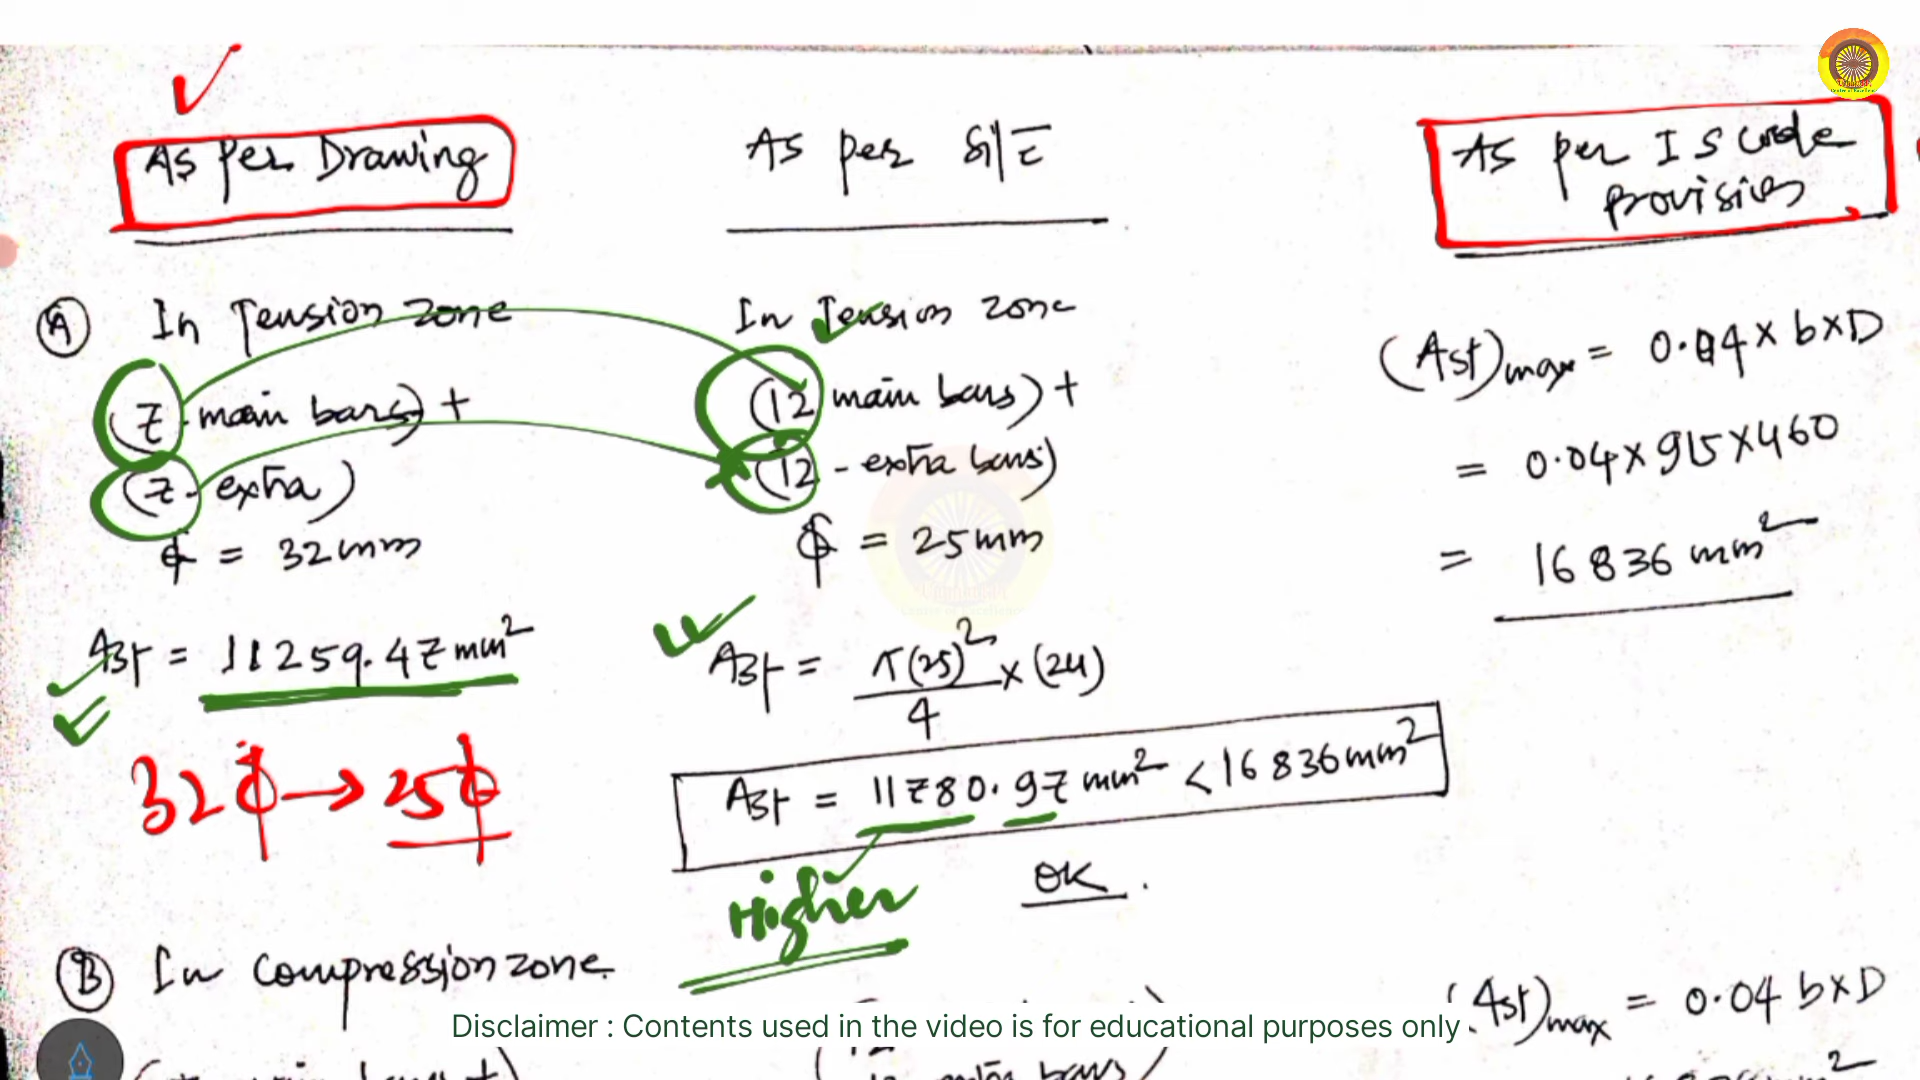 As Per Drawing
As per site
As per IS code
provision
Ⓐ In Tension zone
(7-main bars) +
(7-extra)
ϕ = 32mm
Ast = 11259.47 mm²
32ϕ → 25ϕ
In Tension zone
(12 main bars) +
(12 - extra bars)
ϕ = 25mm
Ast = π(25)²/4 × (24)
Ast = 11780.97 mm² < 16836mm²
Higher
OK.
(Ast)max = 0.04 × b×D
= 0.04×915×460
= 16836 mm²
Ⓑ In compression zone.
(Ast)max = 0.04 b×D
Disclaimer : Contents used in the video is for educational purposes only